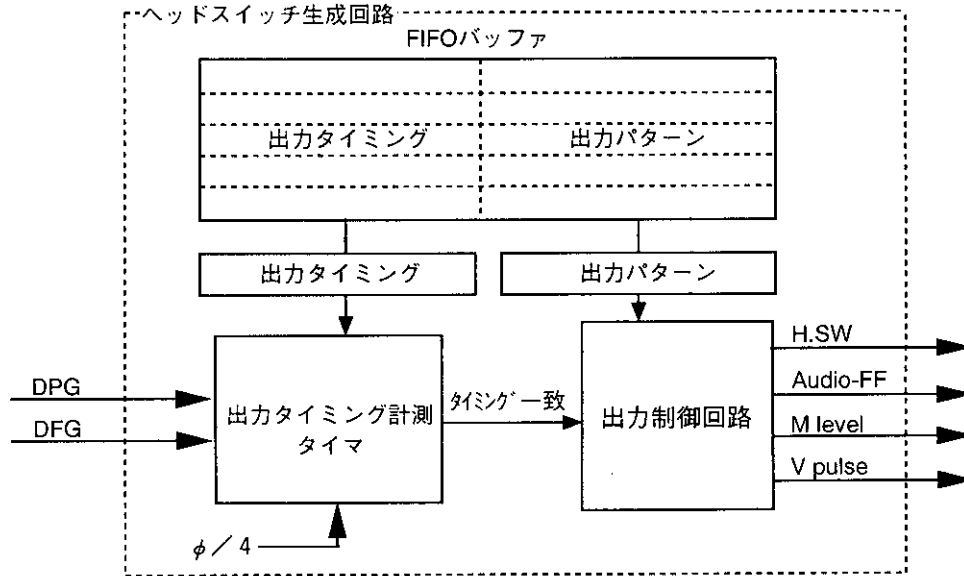 ヘッドスイッチ生成回路
FIFOバッファ
出力タイミング
出力パターン
出力タイミング
出力パターン
H.SW
Audio-FF
M level
V pulse
DPG
DFG
出力タイミング計測
タイマ
タイミング一致
出力制御回路
φ／4